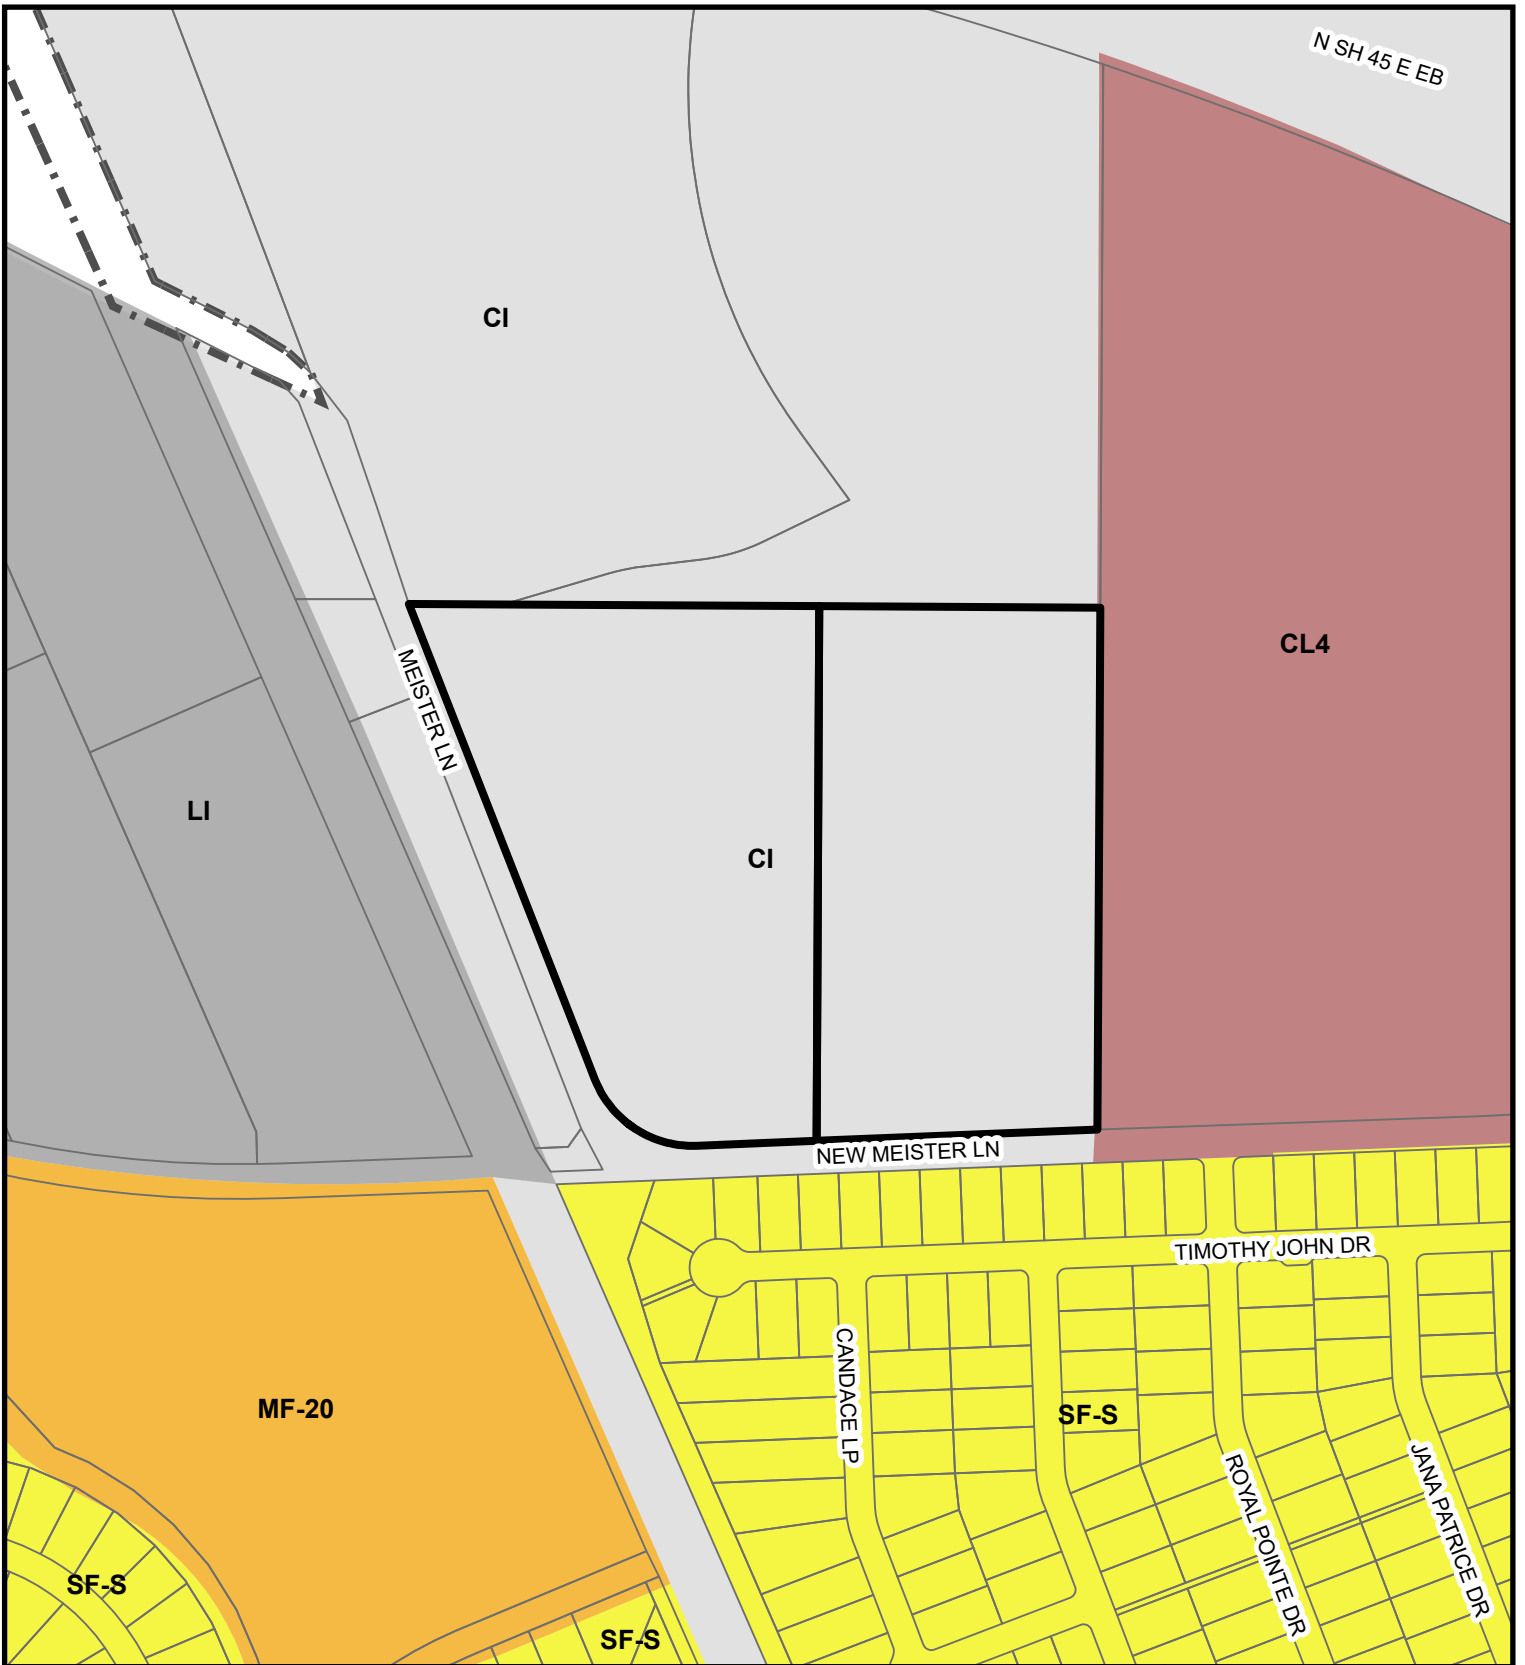 N SH 45 E EB
CI
CL4
MEISTER LN
LI
CI
NEW MEISTER LN
TIMOTHY JOHN DR
CANDACE LP
MF-20
SF-S
ROYAL POINTE DR
JANA PATRICE DR
SF-S
SF-S